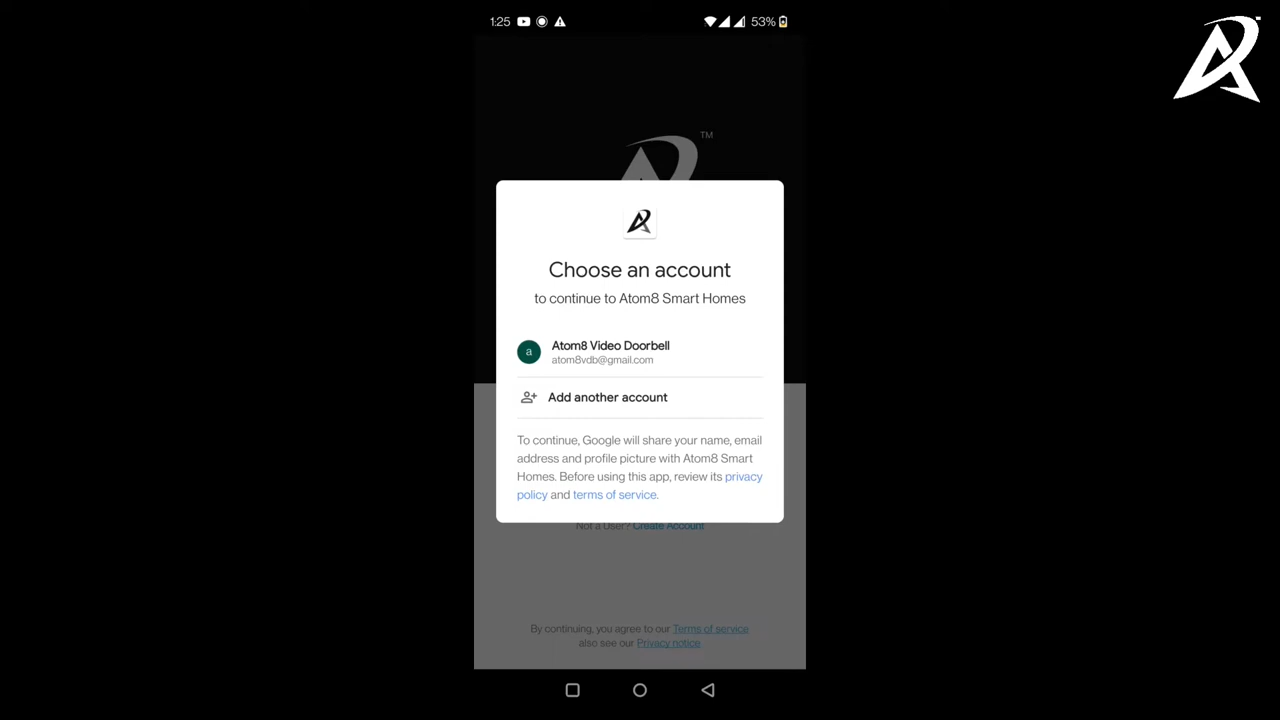 1:25
53%
TM
Choose an account
to continue to Atom8 Smart Homes
a
Atom8 Video Doorbell
atom8vdb@gmail.com
Add another account
To continue, Google will share your name, email
address and profile picture with Atom8 Smart
Homes. Before using this app, review its privacy
policy and terms of service.
Not a User? Create Account
By continuing, you agree to our Terms of service
also see our Privacy notice